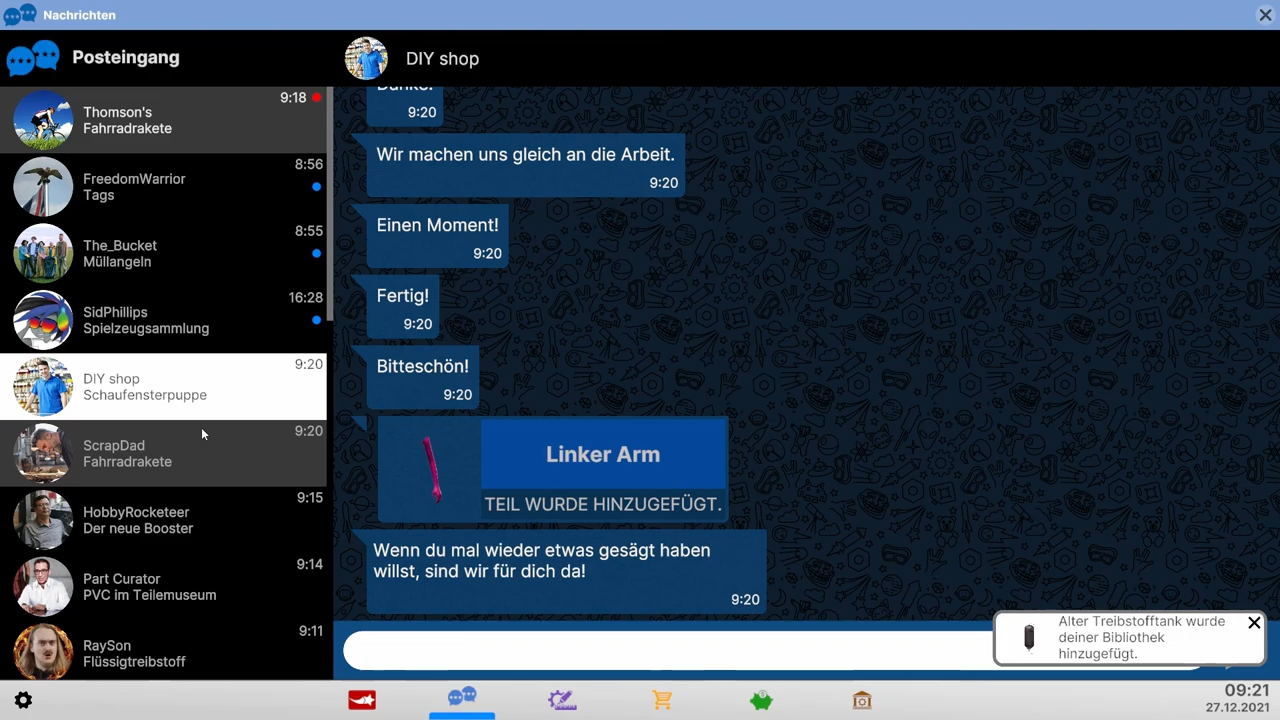 Nachrichten
Posteingang
DIY shop
Thomson's
Fahrradrakete
9:18
FreedomWarrior
Tags
8:56
The_Bucket
Müllangeln
8:55
SidPhillips
Spielzeugsammlung
16:28
DIY shop
Schaufensterpuppe
9:20
ScrapDad
Fahrradrakete
9:20
HobbyRocketeer
Der neue Booster
9:15
Part Curator
PVC im Teilemuseum
9:14
RaySon
Flüssigtreibstoff
9:11
Danke!
9:20
Wir machen uns gleich an die Arbeit.
9:20
Einen Moment!
9:20
Fertig!
9:20
Bitteschön!
9:20
Linker Arm
TEIL WURDE HINZUGEFÜGT.
Wenn du mal wieder etwas gesägt haben
willst, sind wir für dich da!
9:20
Alter Treibstofftank wurde
deiner Bibliothek
hinzugefügt.
09:21
27.12.2021